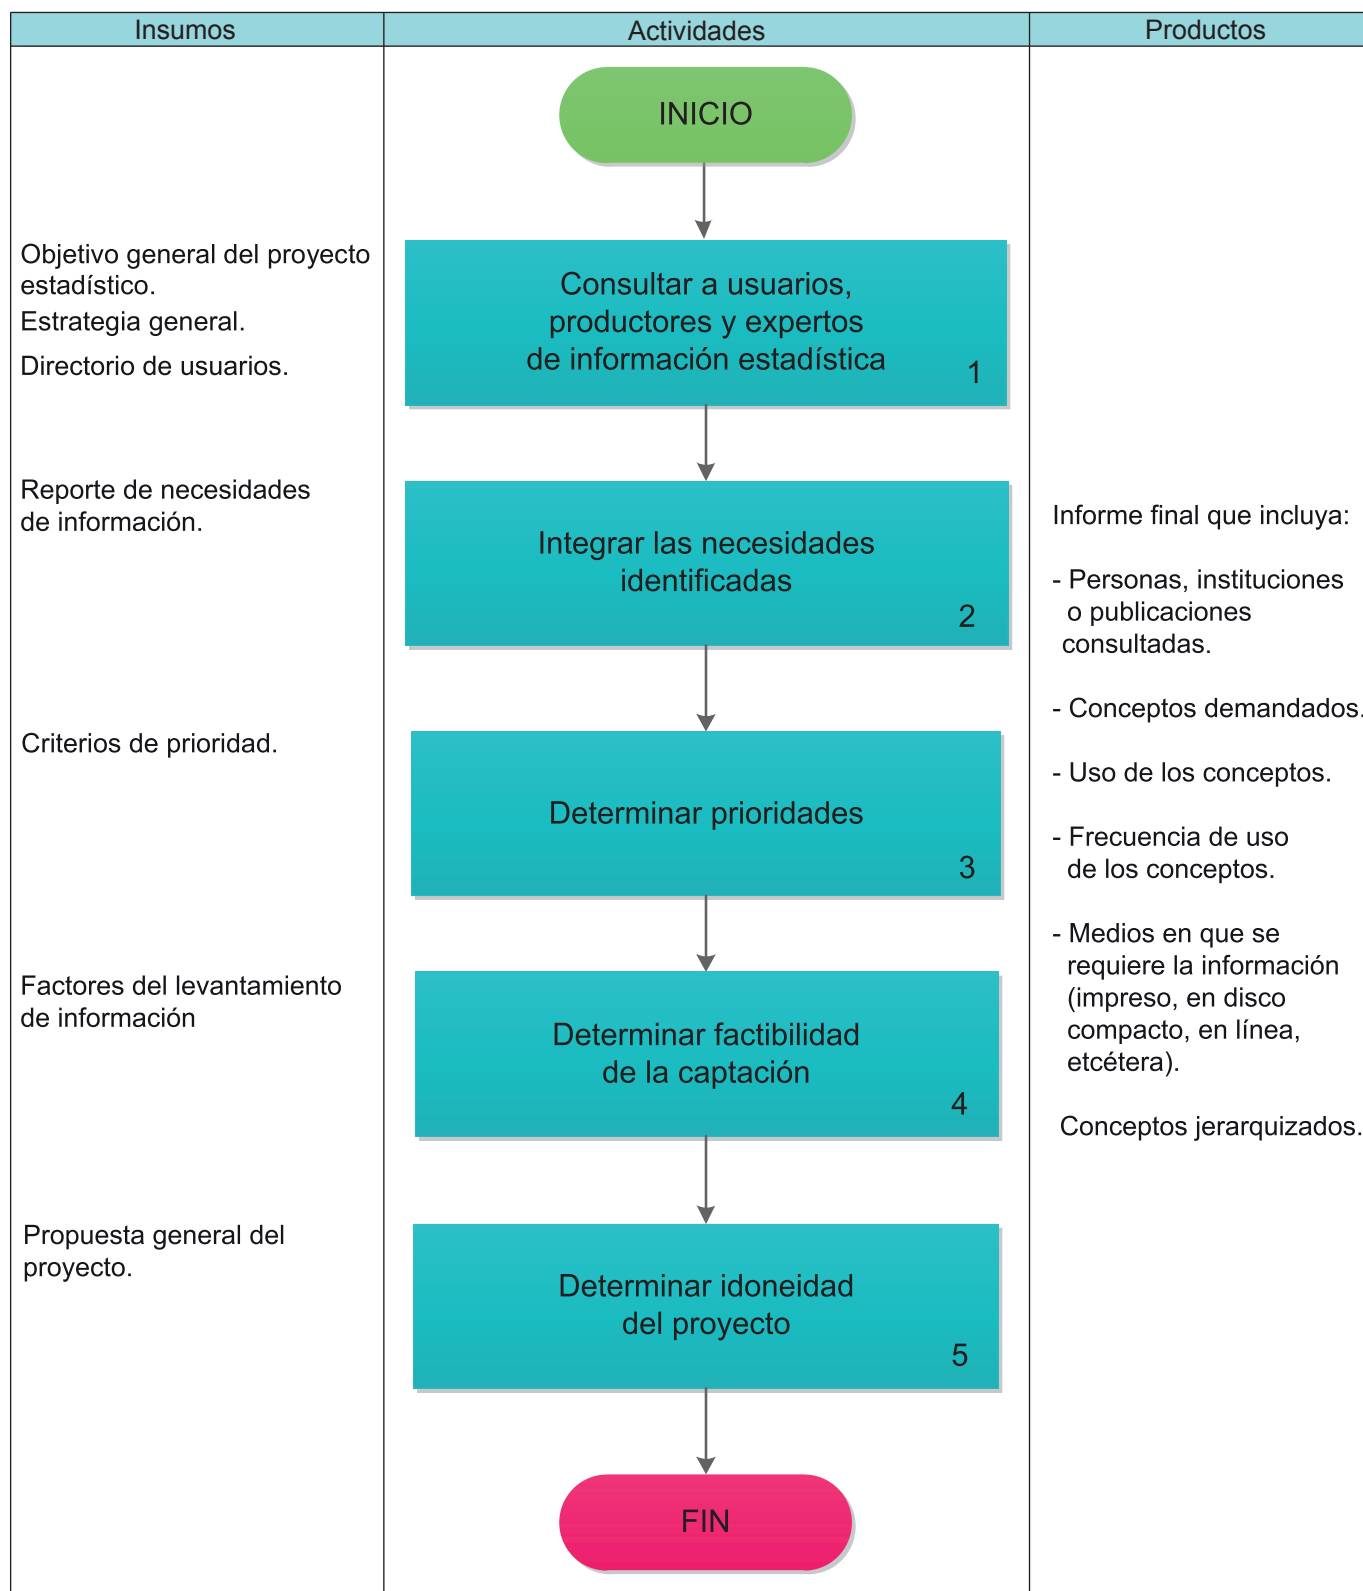 Insumos
Actividades
Productos
INICIO
Objetivo general del proyecto
estadístico.
Estrategia general.
Directorio de usuarios.
Consultar a usuarios,
productores y expertos
de información estadística
1
Reporte de necesidades
de información.
Integrar las necesidades
identificadas
2
Criterios de prioridad.
Determinar prioridades
3
Factores del levantamiento
de información
Determinar factibilidad
de la captación
4
Propuesta general del
proyecto.
Determinar idoneidad
del proyecto
5
FIN
Informe final que incluya:
- Personas, instituciones
o publicaciones
consultadas.
- Conceptos demandados.
- Uso de los conceptos.
- Frecuencia de uso
de los conceptos.
- Medios en que se
requiere la información
(impreso, en disco
compacto, en línea,
etcétera).
Conceptos jerarquizados.